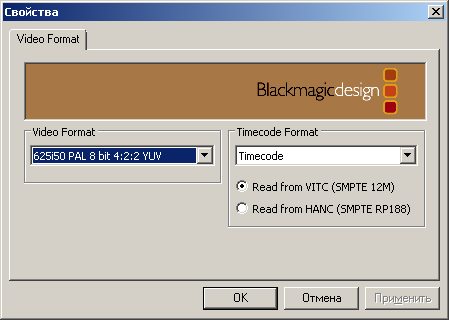 Свойства
Video Format
Blackmagicdesign
Video Format
625i50 PAL 8 bit 4:2:2 YUV
Timecode Format
Timecode
Read from VITC (SMPTE 12M)
Read from HANC (SMPTE RP188)
OK
Отмена
Применить